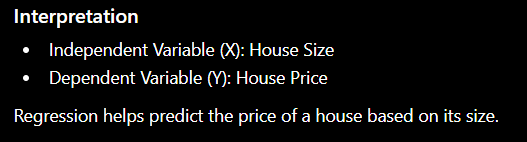 Interpretation
• Independent Variable (X): House Size
• Dependent Variable (Y): House Price
Regression helps predict the price of a house based on its size.